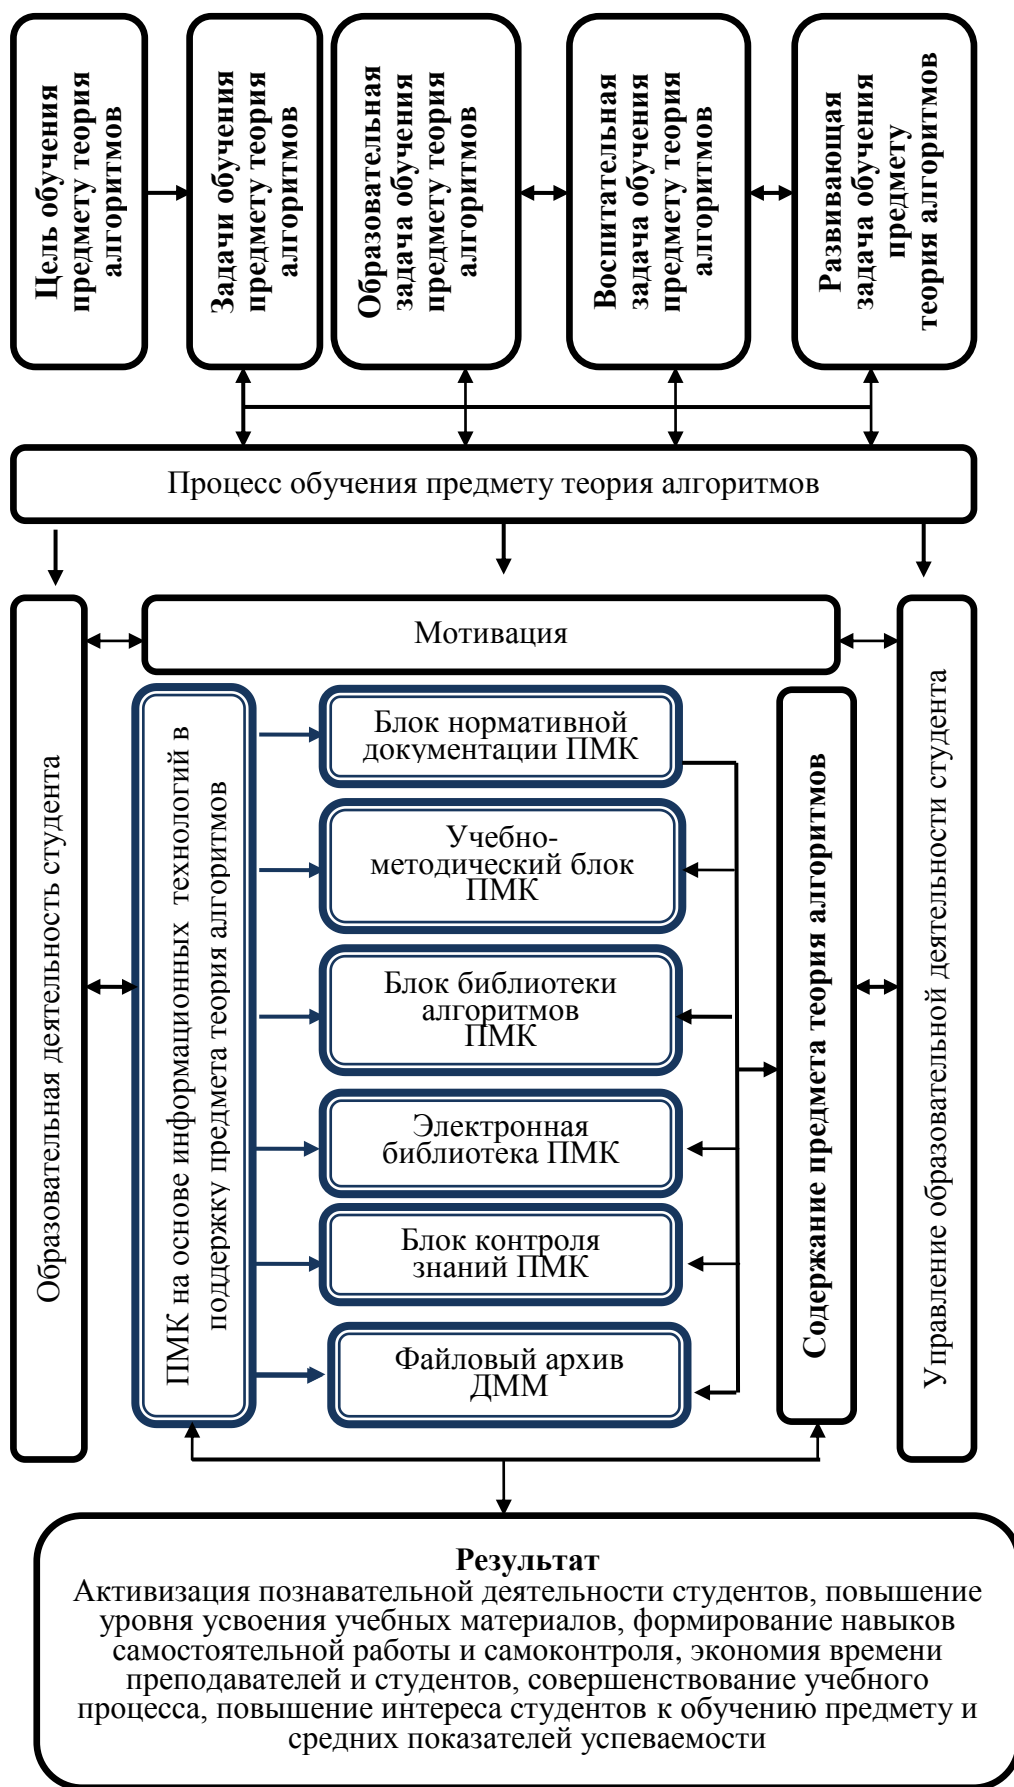 Цель обучения
предмету теория
алгоритмов
Задачи обучения
предмету теория
алгоритмов
Образовательная
задача обучения
предмету теория
алгоритмов
Воспитательная
задача обучения
предмету теория
алгоритмов
Развивающая
задача обучения
предмету
теория алгоритмов
Процесс обучения предмету теория алгоритмов
Образовательная деятельность студента
Мотивация
ПМК на основе информационных технологий в
поддержку предмета теория алгоритмов
Блок нормативной
документации ПМК
Учебно-
методический блок
ПМК
Блок библиотеки
алгоритмов
ПМК
Электронная
библиотека ПМК
Блок контроля
знаний ПМК
Файловый архив
ДММ
Содержание предмета теория алгоритмов
Управление образовательной деятельности студента
Результат
Активизация познавательной деятельности студентов, повышение
уровня усвоения учебных материалов, формирование навыков
самостоятельной работы и самоконтроля, экономия времени
преподавателей и студентов, совершенствование учебного
процесса, повышение интереса студентов к обучению предмету и
средних показателей успеваемости